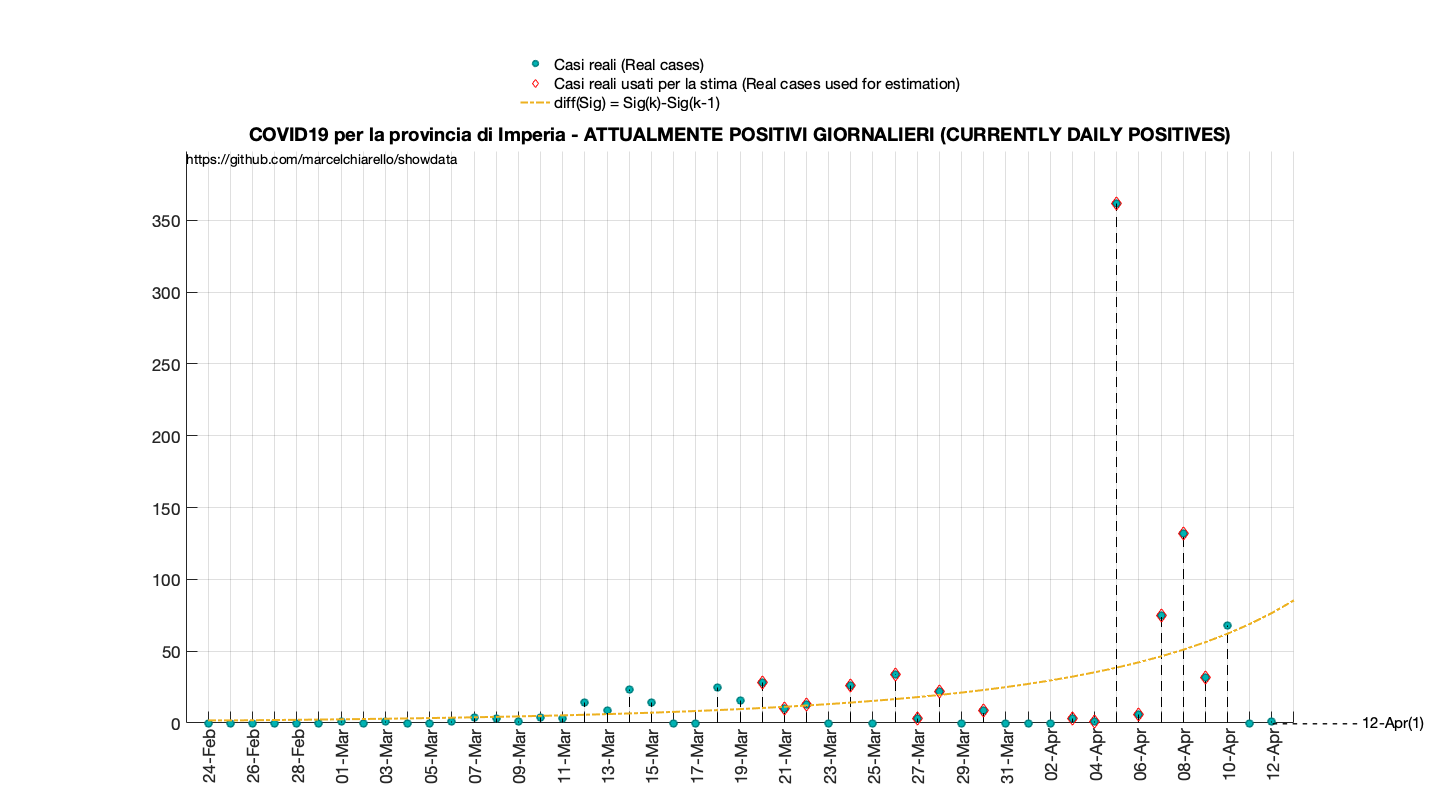 Casi reali (Real cases)
Casi reali usati per la stima (Real cases used for estimation)
diff(Sig) = Sig(k)-Sig(k-1)
COVID19 per la provincia di Imperia - ATTUALMENTE POSITIVI GIORNALIERI (CURRENTLY DAILY POSITIVES)
https://github.com/marcelchiarello/showdata
350
300
250
200
150
100
50
0
12-Apr(1)
24-Feb
26-Feb
28-Feb
01-Mar
03-Mar
05-Mar
07-Mar
09-Mar
11-Mar
13-Mar
15-Mar
17-Mar
19-Mar
21-Mar
23-Mar
25-Mar
27-Mar
29-Mar
31-Mar
02-Apr
04-Apr
06-Apr
08-Apr
10-Apr
12-Apr